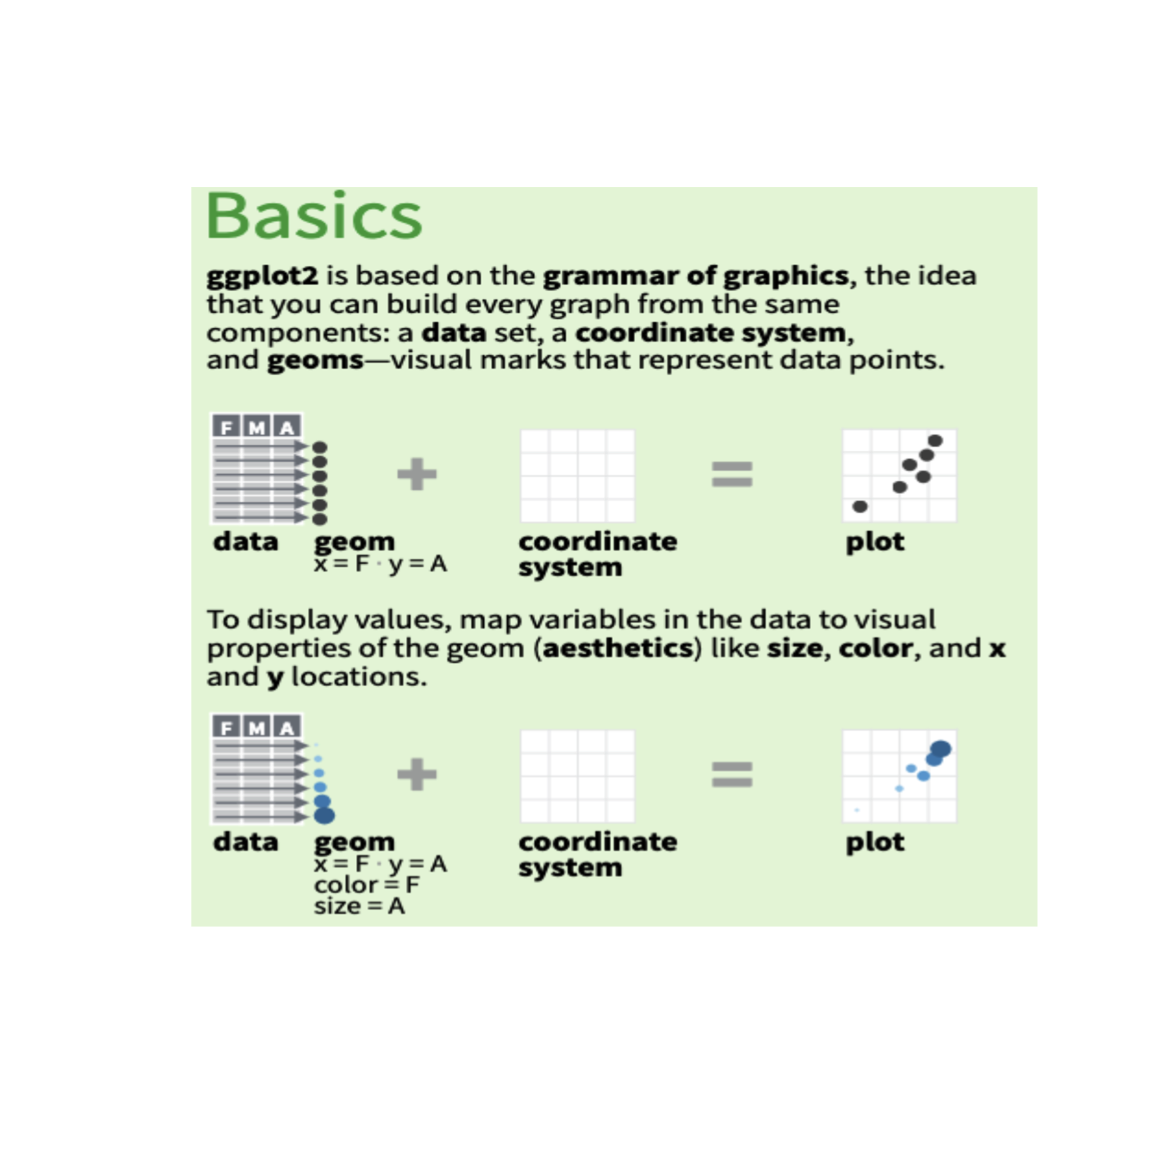 Basics
ggplot2 is based on the grammar of graphics, the idea
that you can build every graph from the same
components: a data set, a coordinate system,
and geoms—visual marks that represent data points.
F M A
data geom
x = F · y = A
coordinate
system
plot
To display values, map variables in the data to visual
properties of the geom (aesthetics) like size, color, and x
and y locations.
F M A
data geom
x = F · y = A
color = F
size = A
coordinate
system
plot